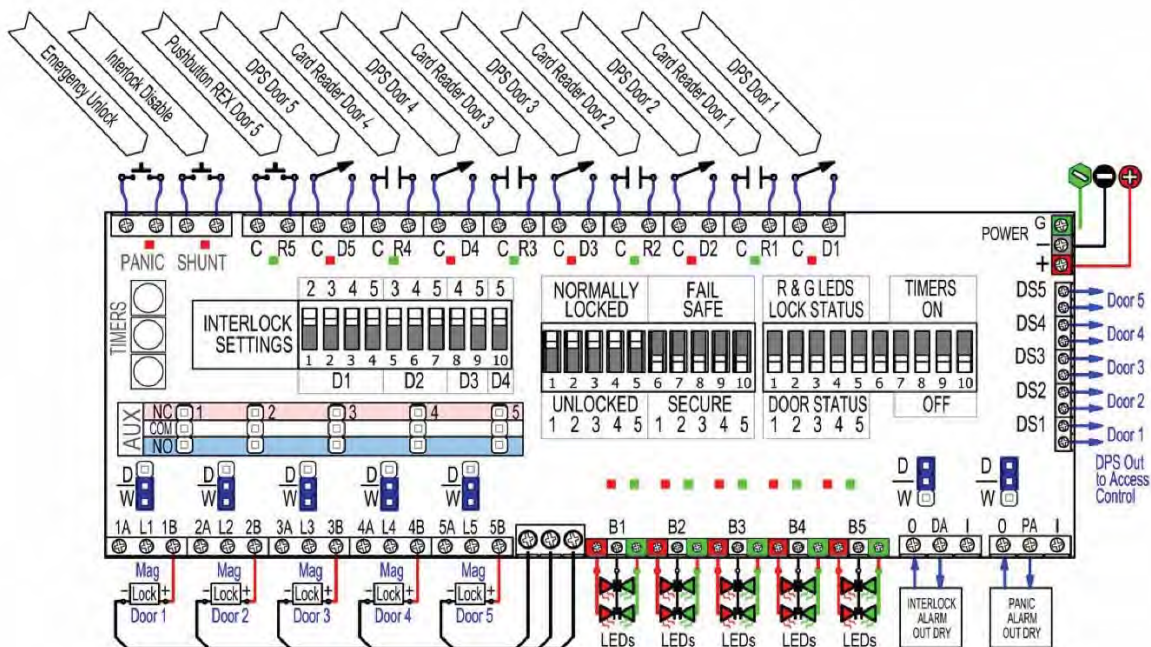 Emergency Unlock
Interlock Disable
Pushbutton REX Door 5
DPS Door 5
Card Reader Door 4
DPS Door 4
Card Reader Door 3
DPS Door 3
Card Reader Door 2
DPS Door 2
Card Reader Door 1
DPS Door 1
PANIC SHUNT
C R5 C D5 C R4 C D4 C R3 C D3 C R2 C D2 C R1 C D1
POWER G
−
+
TIMERS
INTERLOCK
SETTINGS
2 3 4 5 3 4 5 4 5 5
1 2 3 4 5 6 7 8 9 10
D1 D2 D3 D4
NORMALLY
LOCKED
FAIL
SAFE
1 2 3 4 5 6 7 8 9 10
UNLOCKED SECURE
1 2 3 4 5 1 2 3 4 5
R & G LEDS
LOCK STATUS
TIMERS
ON
1 2 3 4 5 6 7 8 9 10
DOOR STATUS OFF
1 2 3 4 5
DS5 Door 5
DS4 Door 4
DS3 Door 3
DS2 Door 2
DS1 Door 1
DPS Out
to Access
Control
AUX
NC 1 2 3 4 5
COM
NO
D D D D D
W W W W W
D D
W W
1A L1 1B 2A L2 2B 3A L3 3B 4A L4 4B 5A L5 5B
B1 B2 B3 B4 B5
O DA I O PA I
Mag Mag Mag Mag Mag
− Lock + − Lock + − Lock + − Lock + − Lock +
Door 1 Door 2 Door 3 Door 4 Door 5
LEDs LEDs LEDs LEDs LEDs
INTERLOCK
ALARM
OUT DRY
PANIC
ALARM
OUT DRY